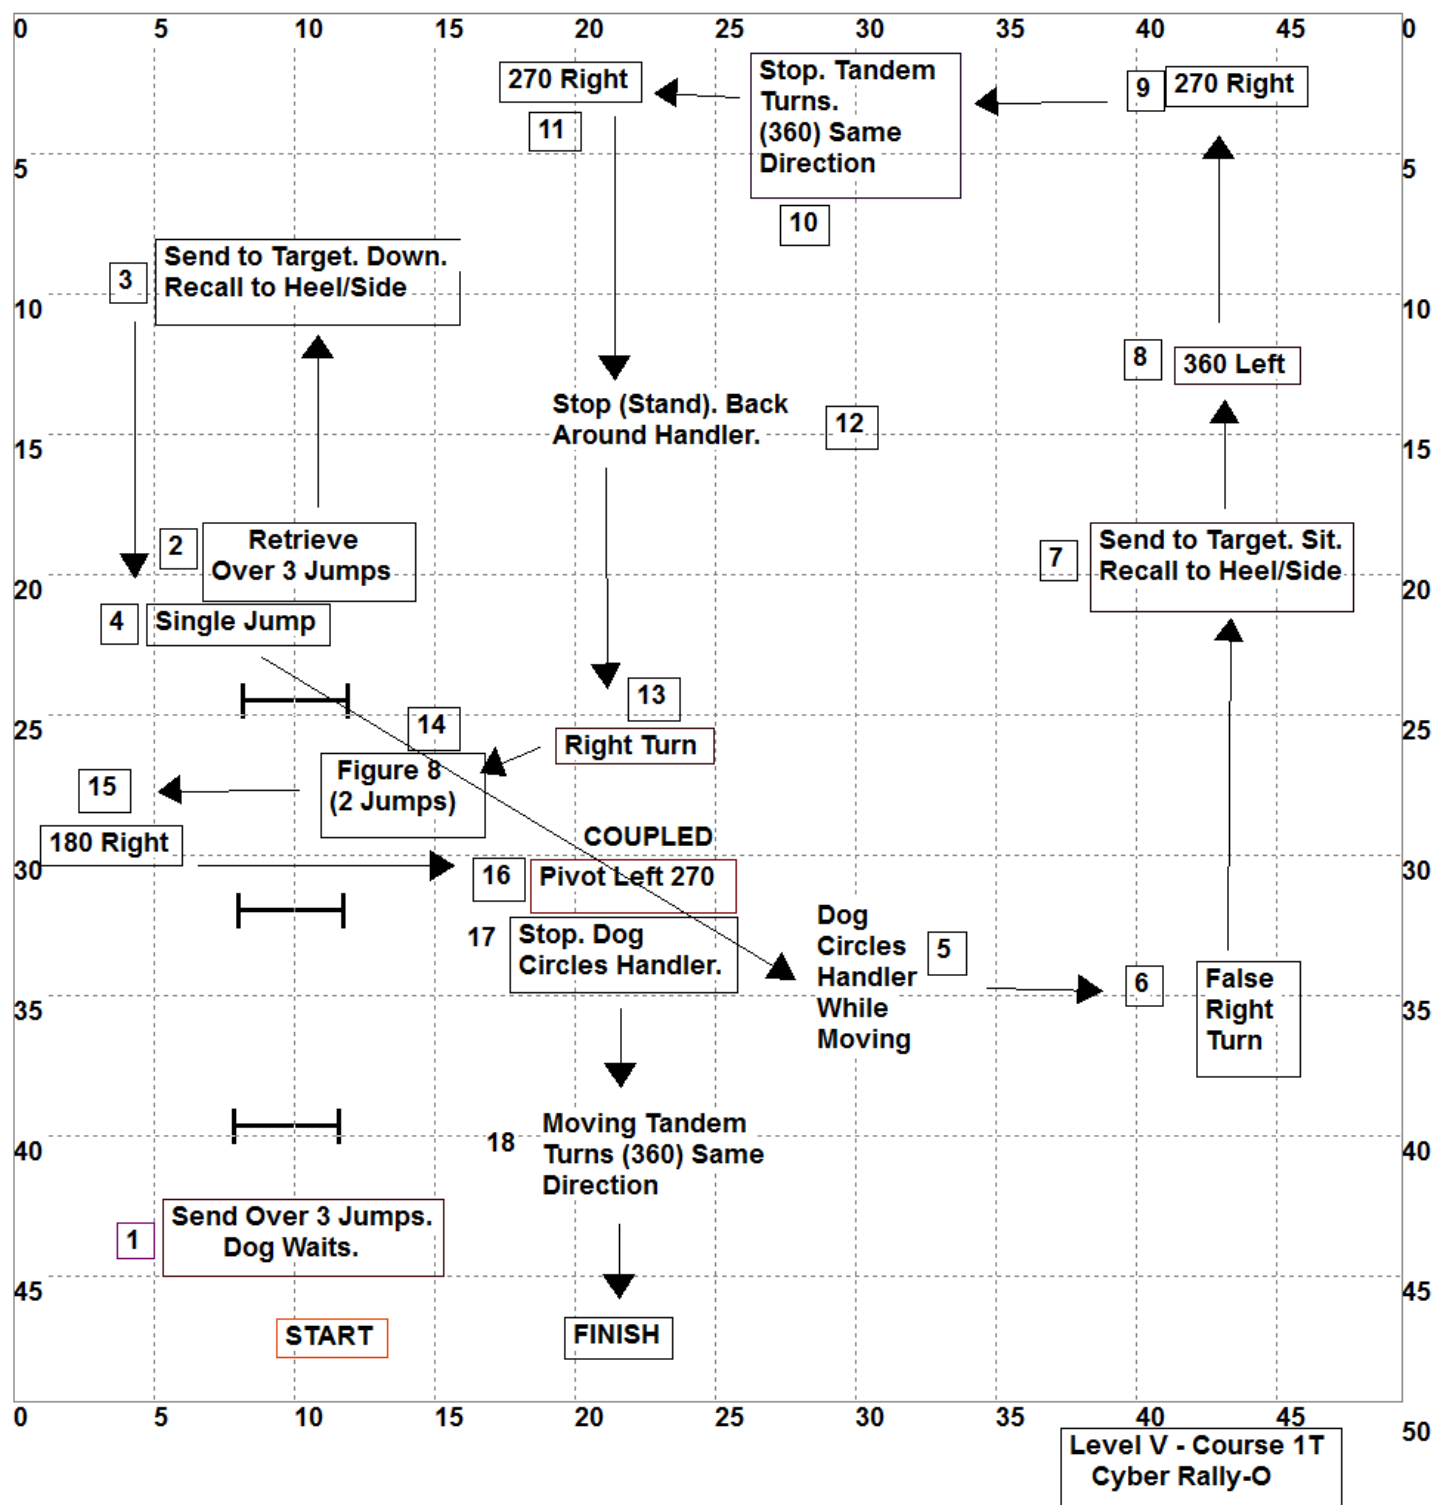 0 5 10 15 20 25 30 35 40 45 0
270 Right
11
Stop. Tandem
Turns.
(360) Same
Direction
10
9
270 Right
5
5
3
Send to Target. Down.
Recall to Heel/Side
10
10
8
360 Left
Stop (Stand). Back
Around Handler.
12
15
15
2
Retrieve
Over 3 Jumps
7
Send to Target. Sit.
Recall to Heel/Side
20
20
4
Single Jump
13
14
25
25
Right Turn
Figure 8
(2 Jumps)
15
180 Right
COUPLED
30
30
16
Pivot Left 270
17
Stop. Dog
Circles Handler.
Dog
Circles
Handler
While
Moving
5
6
False
Right
Turn
35
35
18
Moving Tandem
Turns (360) Same
Direction
40
40
1
Send Over 3 Jumps.
Dog Waits.
45
45
START
FINISH
0 5 10 15 20 25 30 35 40 45 50
Level V - Course 1T
Cyber Rally-O